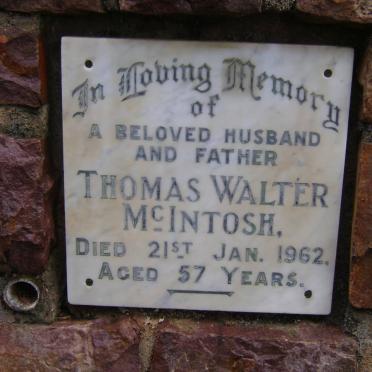 In Loving Memory
of
A BELOVED HUSBAND
AND FATHER
THOMAS WALTER
McINTOSH,
DIED 21ST JAN. 1962.
AGED 57 YEARS.